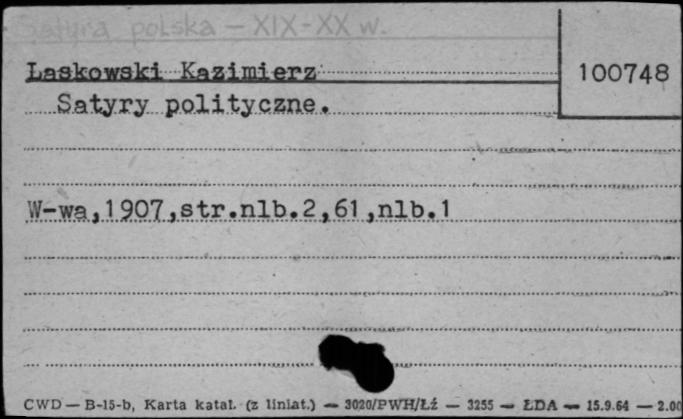 Satyra polska — XIX-XX w.
Laskowski Kazimierz
100748
Satyry polityczne.
W-wa,1907,str.nlb.2,61,nlb.1
CWD — B-15-b, Karta katal. (z liniat.) — 3020/PWH/Łź — 3255 — ŁDA — 15.9.64 — 2.00